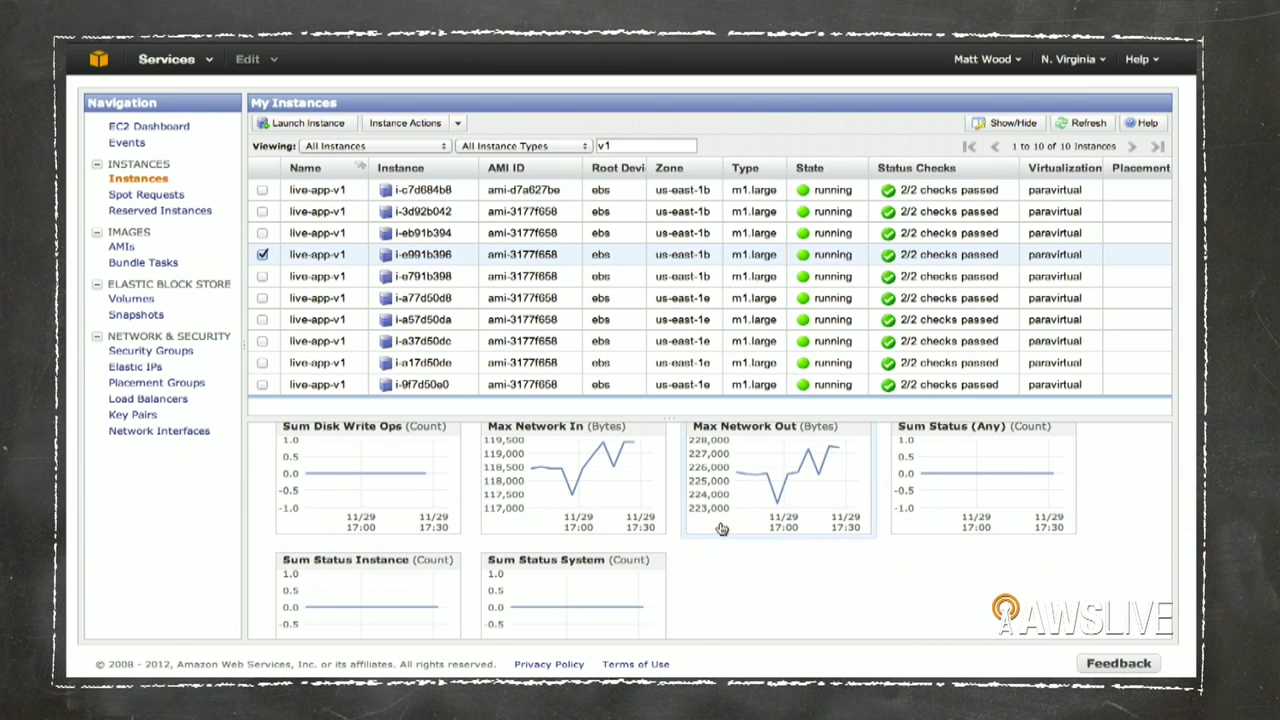 Services Edit Matt Wood N. Virginia Help
Navigation
EC2 Dashboard
Events
INSTANCES
Instances
Spot Requests
Reserved Instances
IMAGES
AMIs
Bundle Tasks
ELASTIC BLOCK STORE
Volumes
Snapshots
NETWORK & SECURITY
Security Groups
Elastic IPs
Placement Groups
Load Balancers
Key Pairs
Network Interfaces
My Instances
Launch Instance Instance Actions Show/Hide Refresh Help
Viewing: All Instances All Instance Types v1 1 to 10 of 10 Instances
Name Instance AMI ID Root Devi Zone Type State Status Checks Virtualization Placement
live-app-v1 i-c7d684b8 ami-d7a627be ebs us-east-1b m1.large running 2/2 checks passed paravirtual
live-app-v1 i-3d92b042 ami-3177f658 ebs us-east-1b m1.large running 2/2 checks passed paravirtual
live-app-v1 i-eb91b394 ami-3177f658 ebs us-east-1b m1.large running 2/2 checks passed paravirtual
live-app-v1 i-e991b396 ami-3177f658 ebs us-east-1b m1.large running 2/2 checks passed paravirtual
live-app-v1 i-e791b398 ami-3177f658 ebs us-east-1b m1.large running 2/2 checks passed paravirtual
live-app-v1 i-a77d50d8 ami-3177f658 ebs us-east-1e m1.large running 2/2 checks passed paravirtual
live-app-v1 i-a57d50da ami-3177f658 ebs us-east-1e m1.large running 2/2 checks passed paravirtual
live-app-v1 i-a37d50dc ami-3177f658 ebs us-east-1e m1.large running 2/2 checks passed paravirtual
live-app-v1 i-a17d50de ami-3177f658 ebs us-east-1e m1.large running 2/2 checks passed paravirtual
live-app-v1 i-9f7d50e0 ami-3177f658 ebs us-east-1e m1.large running 2/2 checks passed paravirtual
Sum Disk Write Ops (Count)
1.0
0.5
0.0
-0.5
-1.0
11/29 11/29
17:00 17:30
Max Network In (Bytes)
119,500
119,000
118,500
118,000
117,500
117,000
11/29 11/29
17:00 17:30
Max Network Out (Bytes)
228,000
227,000
226,000
225,000
224,000
223,000
11/29 11/29
17:00 17:30
Sum Status (Any) (Count)
1.0
0.5
0.0
-0.5
-1.0
11/29 11/29
17:00 17:30
Sum Status Instance (Count)
1.0
0.5
0.0
-0.5
Sum Status System (Count)
1.0
0.5
0.0
-0.5
AWSLIVE
© 2008 - 2012, Amazon Web Services, Inc. or its affiliates. All rights reserved. Privacy Policy Terms of Use
Feedback